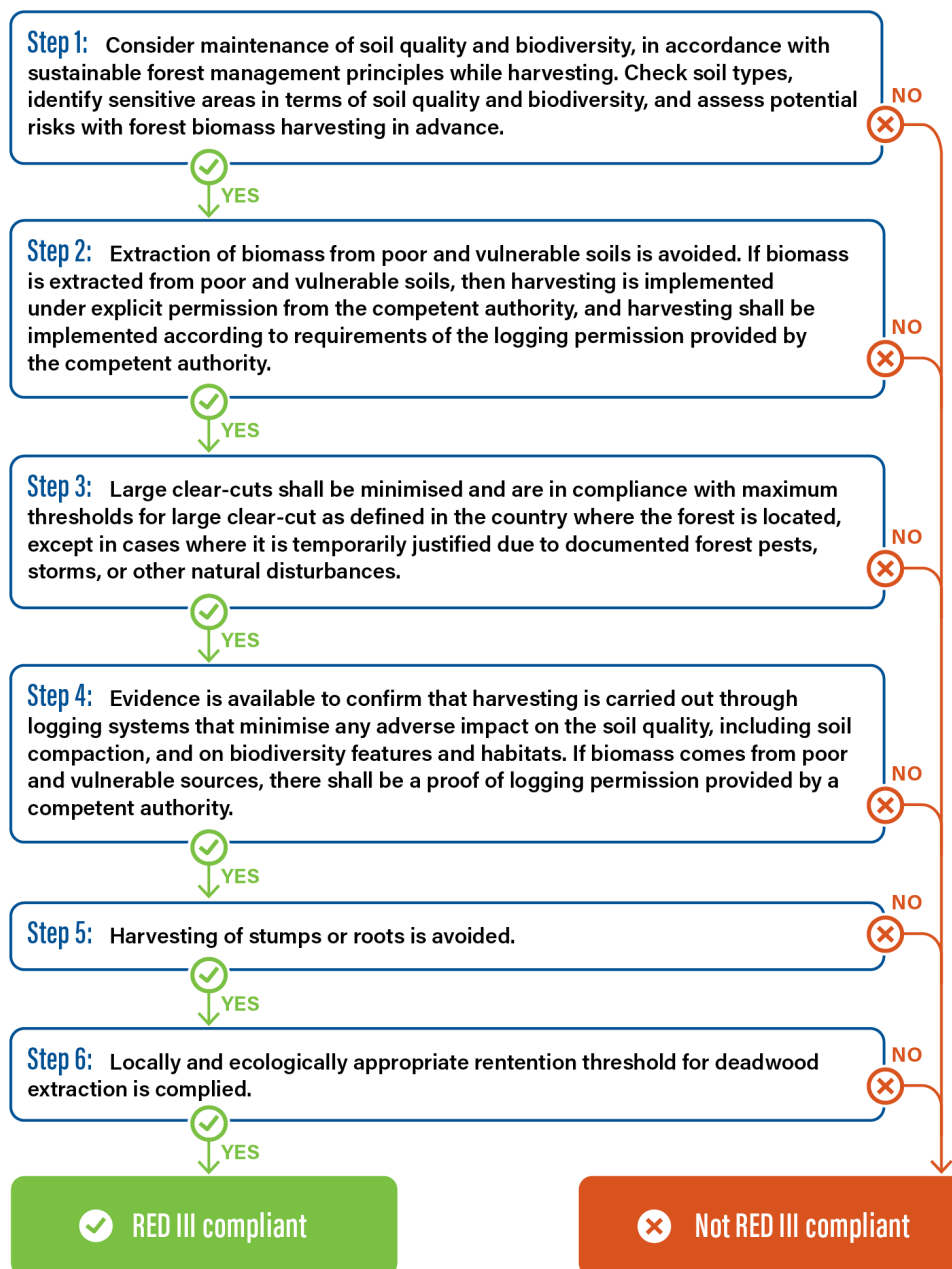 Step 1: Consider maintenance of soil quality and biodiversity, in accordance with
sustainable forest management principles while harvesting. Check soil types,
identify sensitive areas in terms of soil quality and biodiversity, and assess potential
risks with forest biomass harvesting in advance.
NO
YES
Step 2: Extraction of biomass from poor and vulnerable soils is avoided. If biomass
is extracted from poor and vulnerable soils, then harvesting is implemented
under explicit permission from the competent authority, and harvesting shall be
implemented according to requirements of the logging permission provided by
the competent authority.
NO
YES
Step 3: Large clear-cuts shall be minimised and are in compliance with maximum
thresholds for large clear-cut as defined in the country where the forest is located,
except in cases where it is temporarily justified due to documented forest pests,
storms, or other natural disturbances.
NO
YES
Step 4: Evidence is available to confirm that harvesting is carried out through
logging systems that minimise any adverse impact on the soil quality, including soil
compaction, and on biodiversity features and habitats. If biomass comes from poor
and vulnerable sources, there shall be a proof of logging permission provided by a
competent authority.
NO
YES
Step 5: Harvesting of stumps or roots is avoided.
NO
YES
Step 6: Locally and ecologically appropriate rentention threshold for deadwood
extraction is complied.
NO
YES
RED III compliant
Not RED III compliant